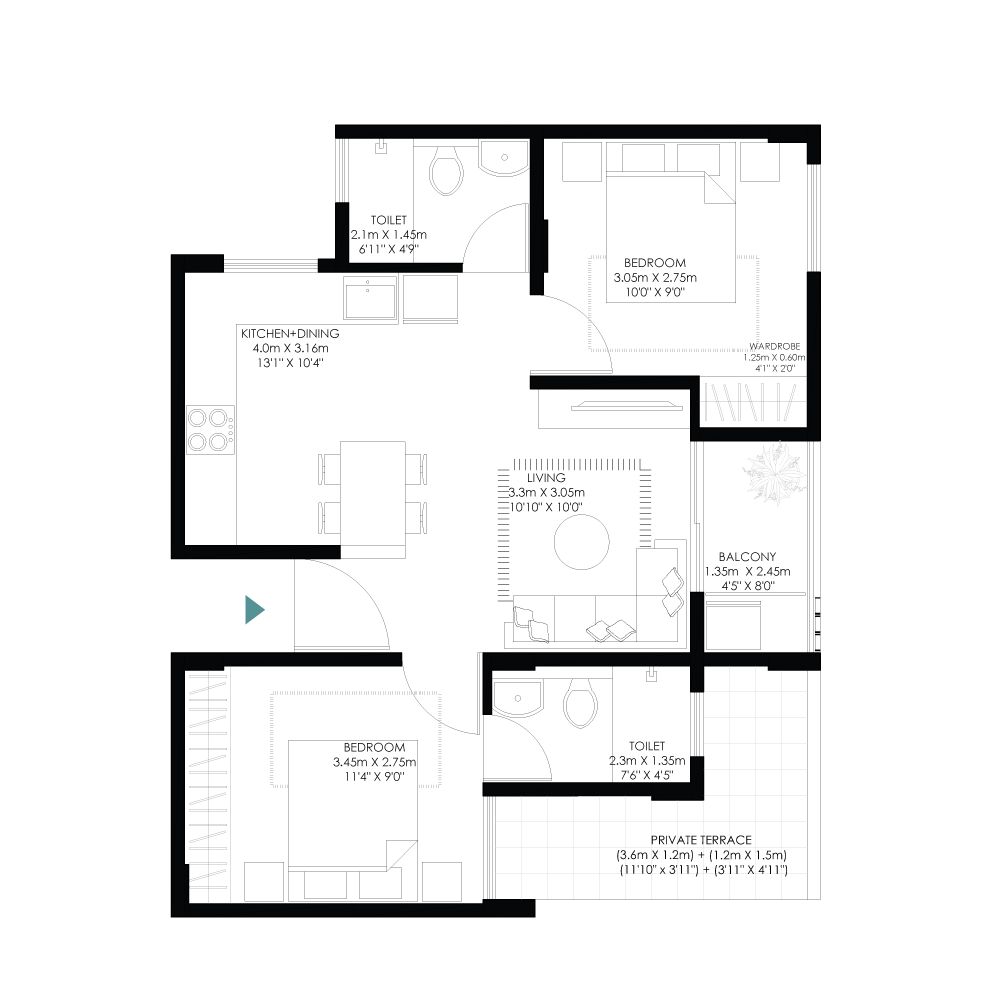 TOILET
2.1m X 1.45m
6'11" X 4'9"
BEDROOM
3.05m X 2.75m
10'0" X 9'0"
KITCHEN+DINING
4.0m X 3.16m
13'1" X 10'4"
WARDROBE
1.25m X 0.60m
4'1" X 2'0"
LIVING
3.3m X 3.05m
10'10" X 10'0"
BALCONY
1.35m X 2.45m
4'5" X 8'0"
BEDROOM
3.45m X 2.75m
11'4" X 9'0"
TOILET
2.3m X 1.35m
7'6" X 4'5"
PRIVATE TERRACE
(3.6m X 1.2m) + (1.2m X 1.5m)
(11'10" x 3'11") + (3'11" X 4'11")